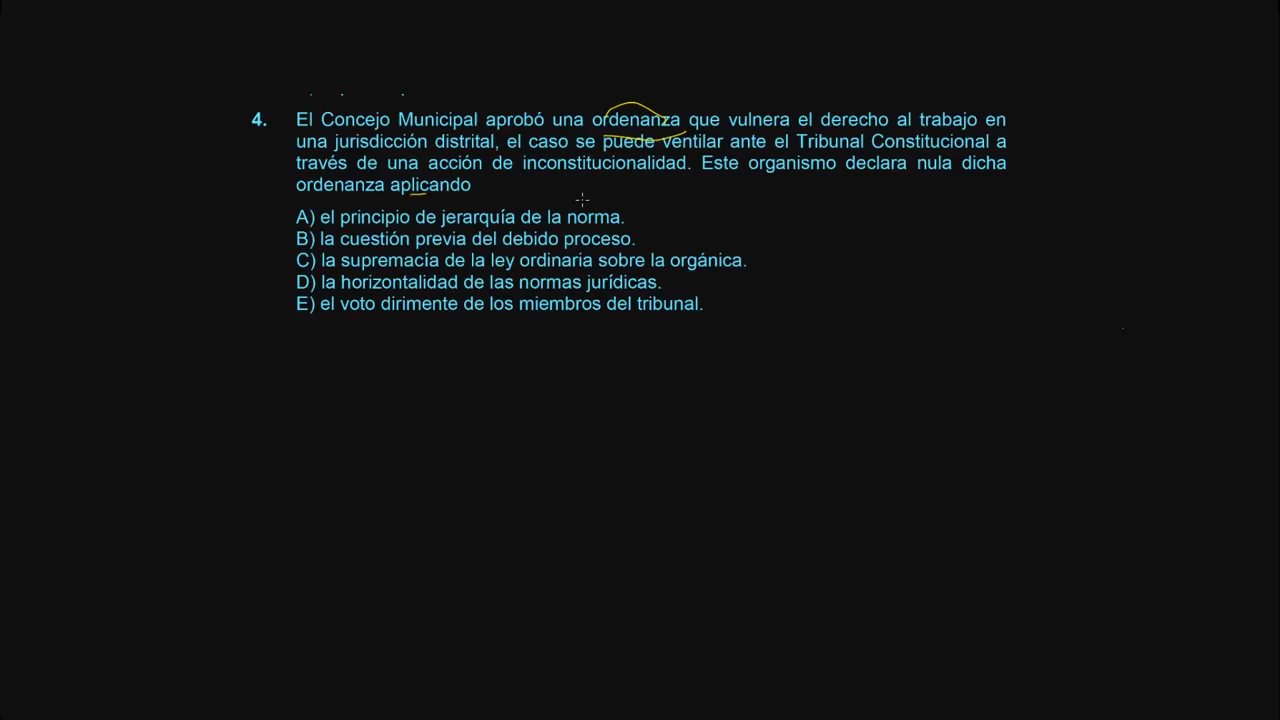 4. El Concejo Municipal aprobó una ordenanza que vulnera el derecho al trabajo en
una jurisdicción distrital, el caso se puede ventilar ante el Tribunal Constitucional a
través de una acción de inconstitucionalidad. Este organismo declara nula dicha
ordenanza aplicando
A) el principio de jerarquía de la norma.
B) la cuestión previa del debido proceso.
C) la supremacía de la ley ordinaria sobre la orgánica.
D) la horizontalidad de las normas jurídicas.
E) el voto dirimente de los miembros del tribunal.